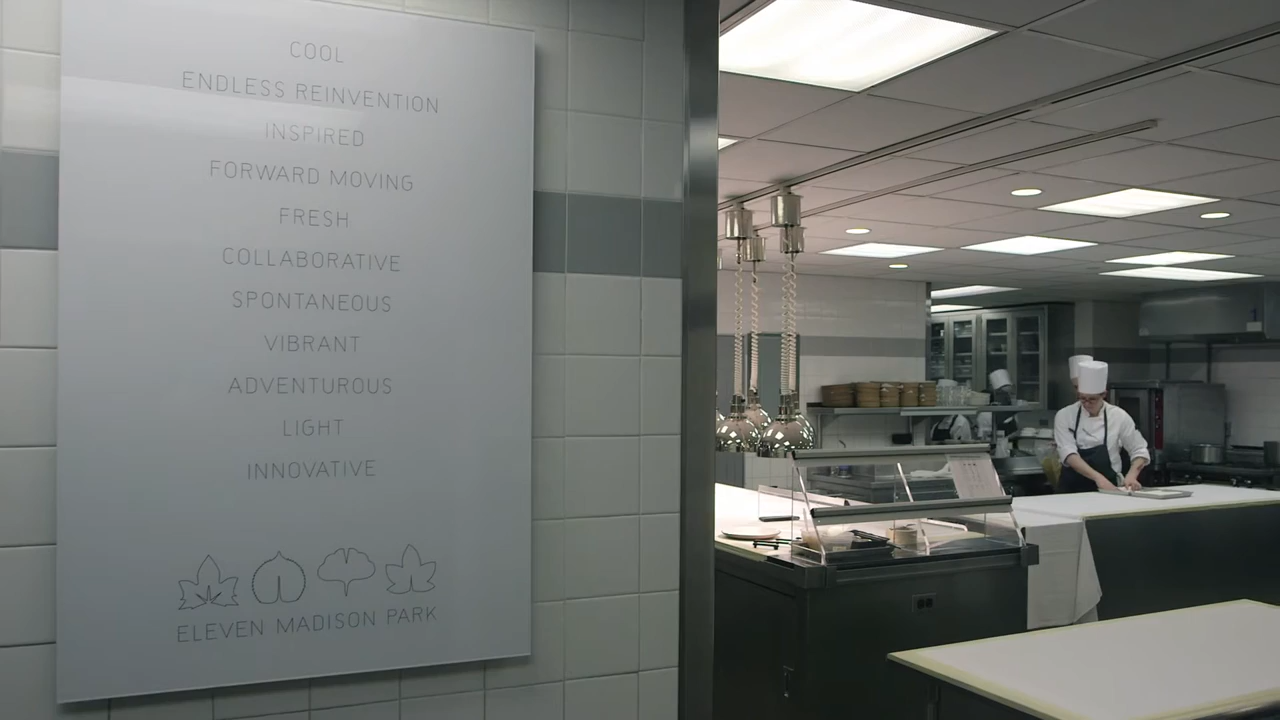 COOL
ENDLESS REINVENTION
INSPIRED
FORWARD MOVING
FRESH
COLLABORATIVE
SPONTANEOUS
VIBRANT
ADVENTUROUS
LIGHT
INNOVATIVE
ELEVEN MADISON PARK